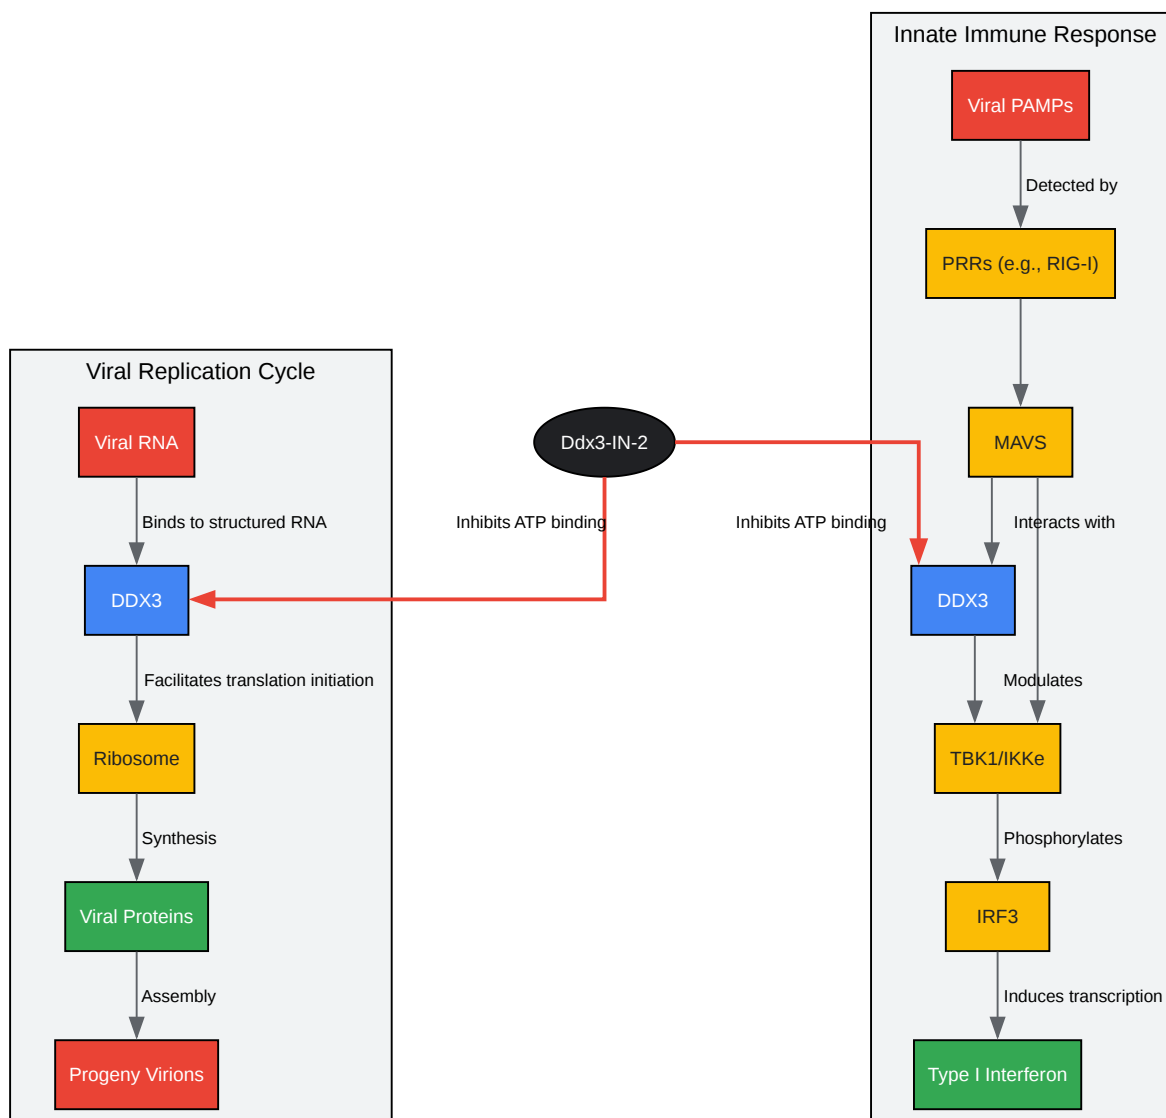 Viral Replication Cycle
Viral RNA
Binds to structured RNA
DDX3
Facilitates translation initiation
Ribosome
Synthesis
Viral Proteins
Assembly
Progeny Virions
Ddx3-IN-2
Inhibits ATP binding
Inhibits ATP binding
Innate Immune Response
Viral PAMPs
Detected by
PRRs (e.g., RIG-I)
MAVS
Interacts with
DDX3
Modulates
TBK1/IKKe
Phosphorylates
IRF3
Induces transcription
Type I Interferon